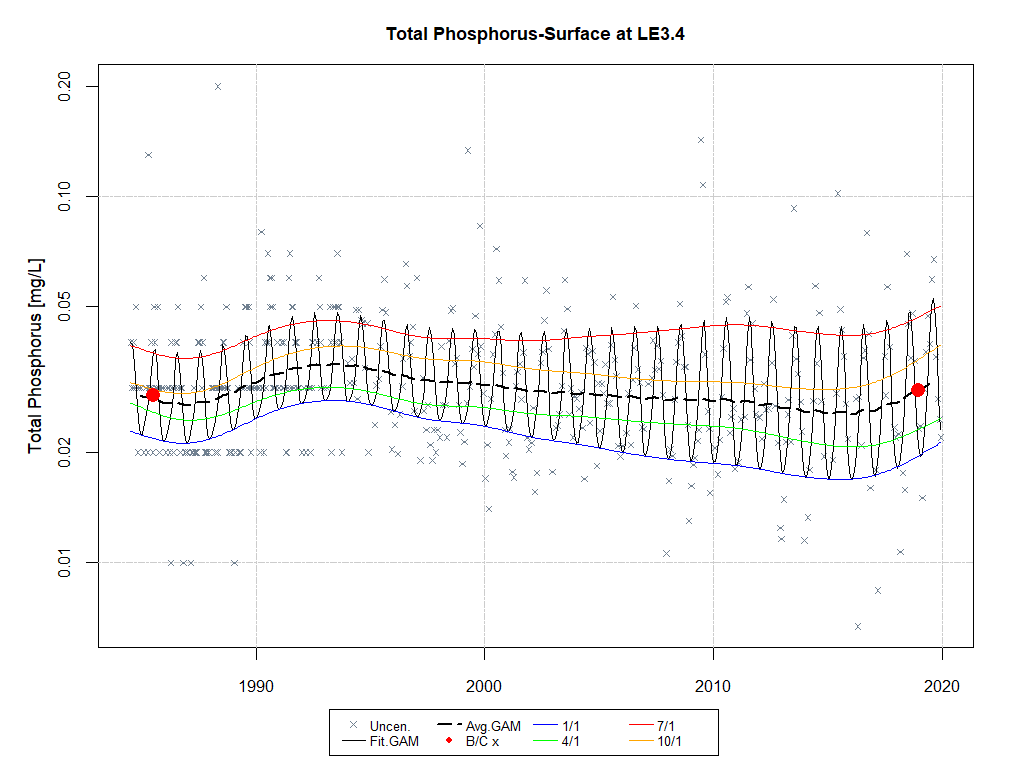 Total Phosphorus-Surface at LE3.4
Total Phosphorus [mg/L]
0.20
0.10
0.05
0.02
0.01
1990 2000 2010 2020
Uncen. Avg.GAM 1/1 7/1
Fit.GAM B/C x 4/1 10/1